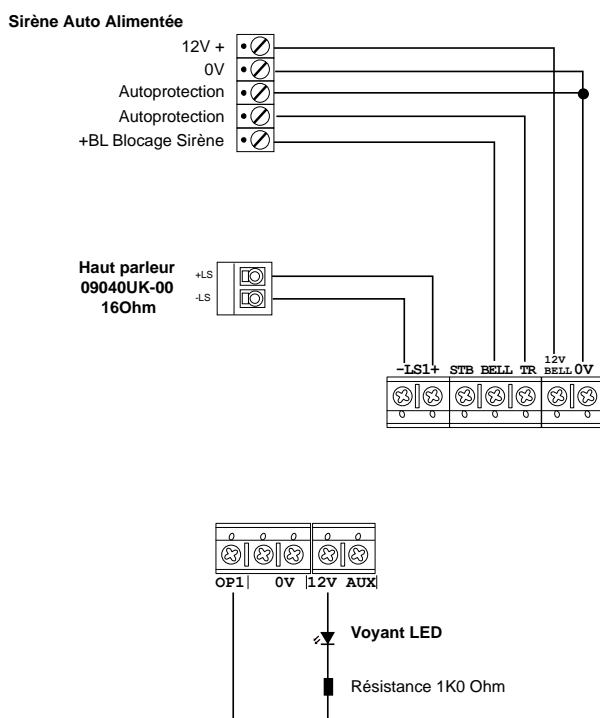 Sirène Auto Alimentée
12V +
0V
Autoprotection
Autoprotection
+BL Blocage Sirène
Haut parleur
09040UK-00
16Ohm
+LS
-LS
-LS1+ STB BELL TR 12V BELL 0V
OP1 0V 12V AUX
Voyant LED
Résistance 1K0 Ohm